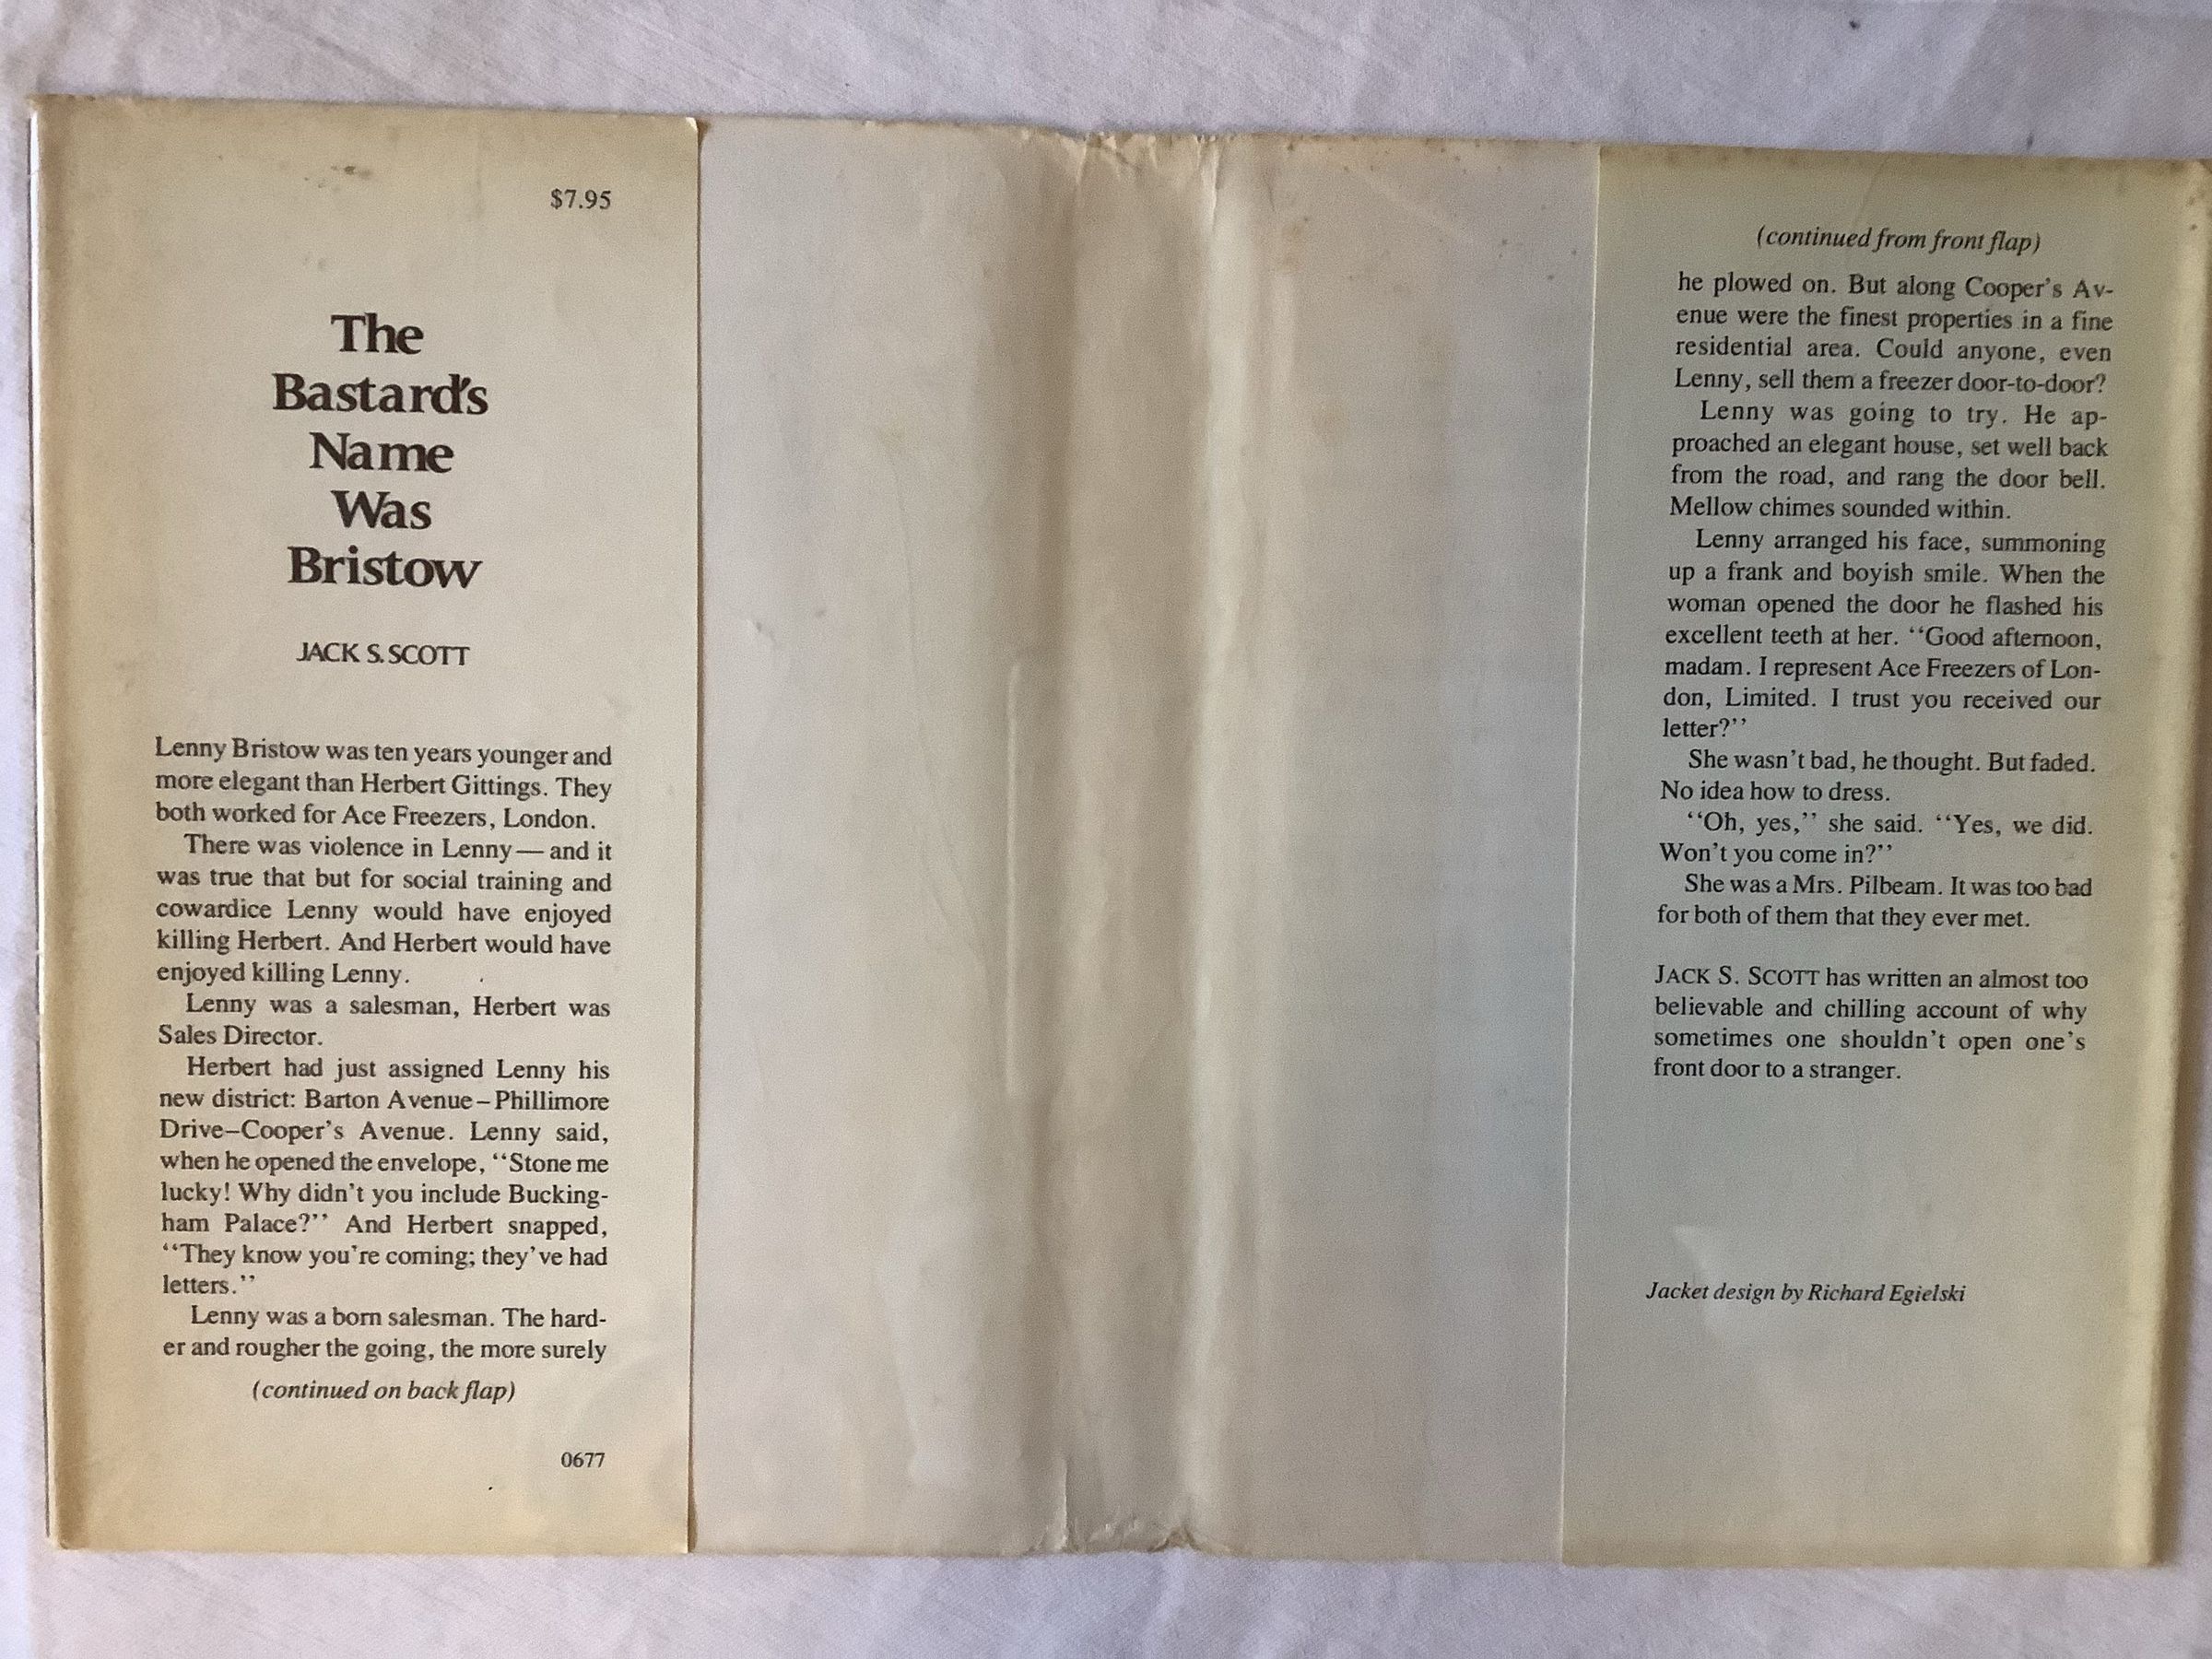 $7.95
The
Bastard's
Name
Was
Bristow
JACK S. SCOTT
Lenny Bristow was ten years younger and
more elegant than Herbert Gittings. They
both worked for Ace Freezers, London.
There was violence in Lenny—and it
was true that but for social training and
cowardice Lenny would have enjoyed
killing Herbert. And Herbert would have
enjoyed killing Lenny.
Lenny was a salesman, Herbert was
Sales Director.
Herbert had just assigned Lenny his
new district: Barton Avenue–Phillimore
Drive–Cooper's Avenue. Lenny said,
when he opened the envelope, ‘‘Stone me
lucky! Why didn't you include Bucking-
ham Palace?’’ And Herbert snapped,
‘‘They know you're coming; they've had
letters.’’
Lenny was a born salesman. The hard-
er and rougher the going, the more surely
(continued on back flap)
0677
(continued from front flap)
he plowed on. But along Cooper's Av-
enue were the finest properties in a fine
residential area. Could anyone, even
Lenny, sell them a freezer door-to-door?
Lenny was going to try. He ap-
proached an elegant house, set well back
from the road, and rang the door bell.
Mellow chimes sounded within.
Lenny arranged his face, summoning
up a frank and boyish smile. When the
woman opened the door he flashed his
excellent teeth at her. ‘‘Good afternoon,
madam. I represent Ace Freezers of Lon-
don, Limited. I trust you received our
letter?’’
She wasn't bad, he thought. But faded.
No idea how to dress.
‘‘Oh, yes,’’ she said. ‘‘Yes, we did.
Won't you come in?’’
She was a Mrs. Pilbeam. It was too bad
for both of them that they ever met.
JACK S. SCOTT has written an almost too
believable and chilling account of why
sometimes one shouldn't open one's
front door to a stranger.
Jacket design by Richard Egielski